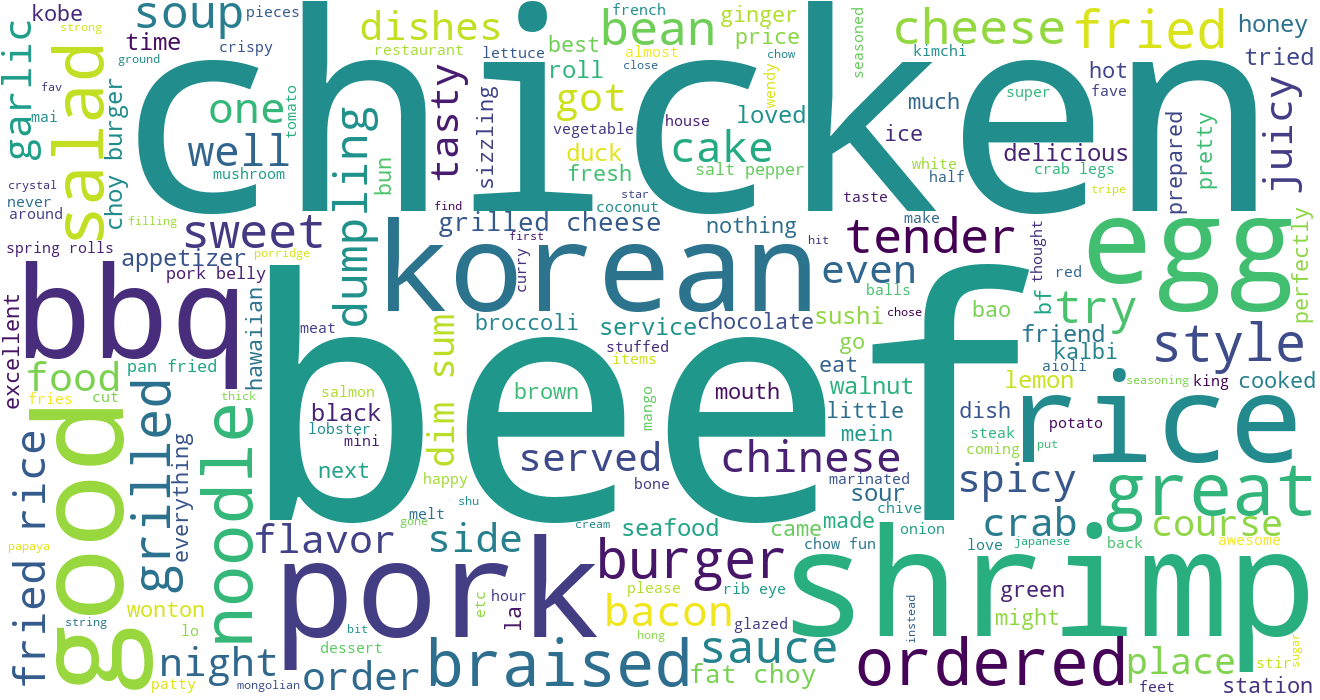 kobe
strong
soup
pieces
dishes
french
bean
ginger
cheese
fried
honey
time
crispy
restaurant
lettuce
best
almost
price
chow
seasoned
kimchi
tried
garlic
salad
ground
chicken
roll
close
wendy
hot
fave
juicy
fav
mai
choy burger
one
tomato
tasty
sizzling
got
house
loved
much
super
well
mushroom
dumpling
bun
vegetable
duck
cake
ice
delicious
prepared
pretty
crystal
never
around
filling
fresh
salt pepper
white
half
crab legs
tripe
star
coconut
taste
find
sweet
grilled cheese
nothing
make
spring rolls
appetizer
porridge
first
hit
tender
egg
perfectly
pork belly
korean
curry
even
thought
red
bbq
hawaiian
meat
beef
balls
bf
try
excellent
broccoli
service
chocolate
sushi
chose
bao
friend
style
food
pan fried
dim sum
stuffed
items
go
kalbi
fries
cut
thick
salmon
brown
mouth
eat
walnut
lemon
aioli
seasoning
king
cooked
good
grilled
noodle
black
lobster
mini
mango
little
mein
dish
steak
coming
rice
potato
put
fried rice
everything
next
happy
served
bone
chinese
marinated
sour
spicy
great
melt
shu
chive
gone
cream
seafood
came
made
onion
crab
course
papaya
flavor
side
burger
chow fun
love
japanese
back
awesome
pork
please
rib eye
shrimp
green
wonton
etc
hour
la
bacon
glazed
might
instead
string
lo
bit
dessert
hong
sauce
night
order
braised
fat choy
ordered
place
stir
sugar
patty
mongolian
feet
station